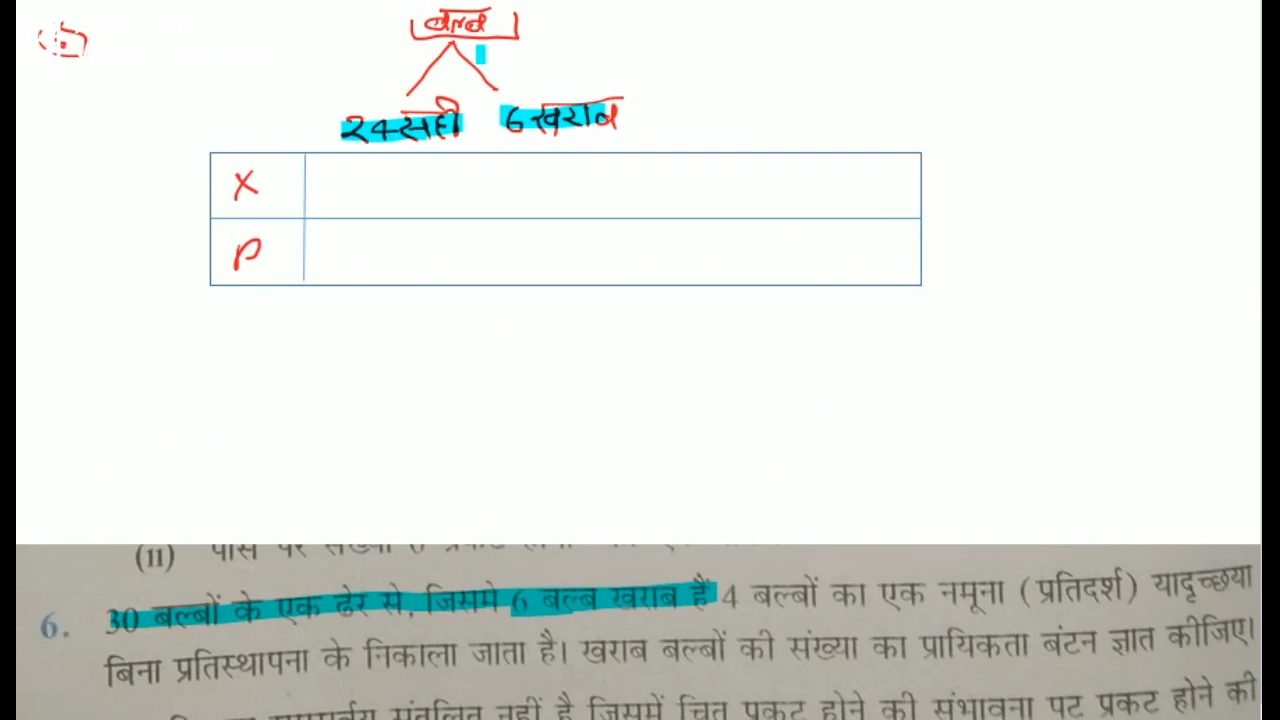 (6)
बल्ब
24 सही 6 खराब
X
P
(II)
6. 30 बल्बों के एक ढेर से, जिसमें 6 बल्ब खराब हैं 4 बल्बों का एक नमूना (प्रतिदर्श) यादृच्छया
बिना प्रतिस्थापना के निकाला जाता है। खराब बल्बों की संख्या का प्रायिकता बंटन ज्ञात कीजिए।
संतुलित नहीं है जिसमें चित प्रकट होने की संभावना पट प्रकट होने की